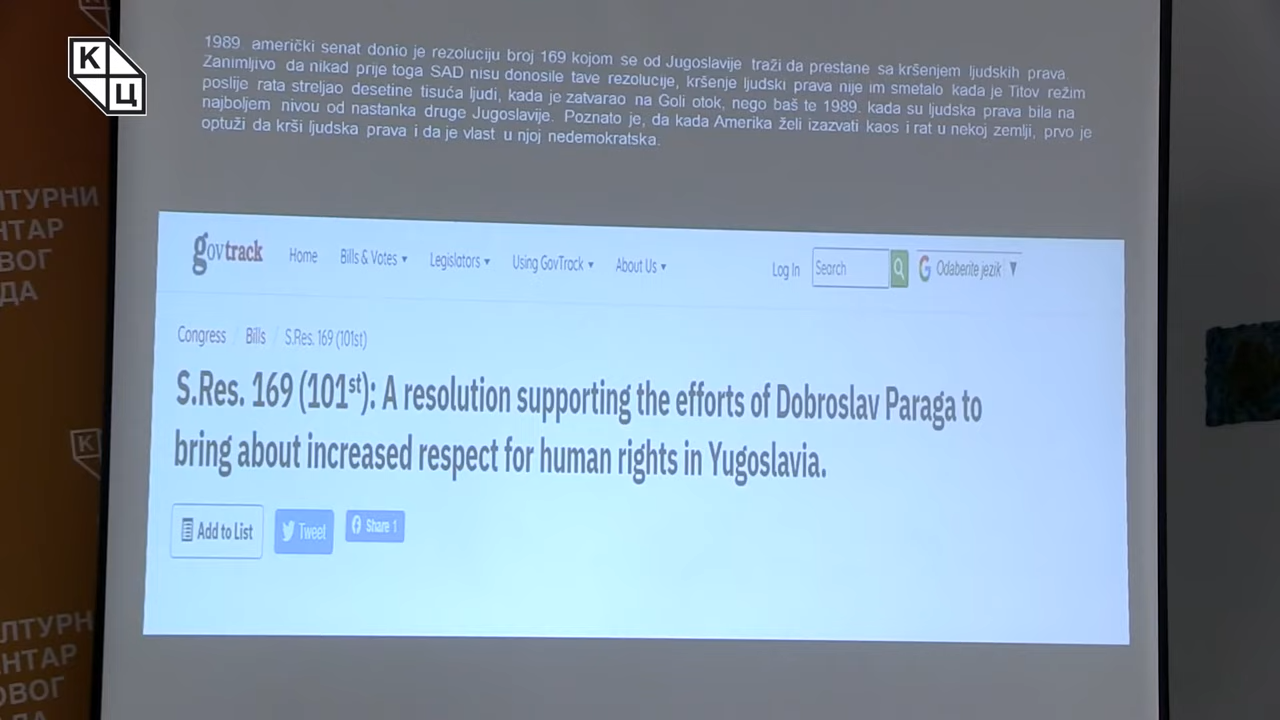 К
Ц
1989. američki senat donio je rezoluciju broj 169 kojom se od Jugoslavije traži da prestane sa kršenjem ljudskih prava.
Zanimljivo da nikad prije toga SAD nisu donosile tave rezolucije, kršenje ljudski prava nije im smetalo kada je Titov režim
poslije rata streljao desetine tisuća ljudi, kada je zatvarao na Goli otok, nego baš te 1989. kada su ljudska prava bila na
najboljem nivou od nastanka druge Jugoslavije. Poznato je, da kada Amerika želi izazvati kaos i rat u nekoj zemlji, prvo je
optuži da krši ljudska prava i da je vlast u njoj nedemokratska.
govtrack Home Bills & Votes Legislators Using GovTrack About Us Log In Search G Odaberite jezik
Congress / Bills / S.Res. 169 (101st)
S.Res. 169 (101st): A resolution supporting the efforts of Dobroslav Paraga to
bring about increased respect for human rights in Yugoslavia.
Add to List Tweet Share 1
ЛТУРНИ
НТАР
ВОГ
ДА
К
ЛТУРН
НТАР
ОВОГ